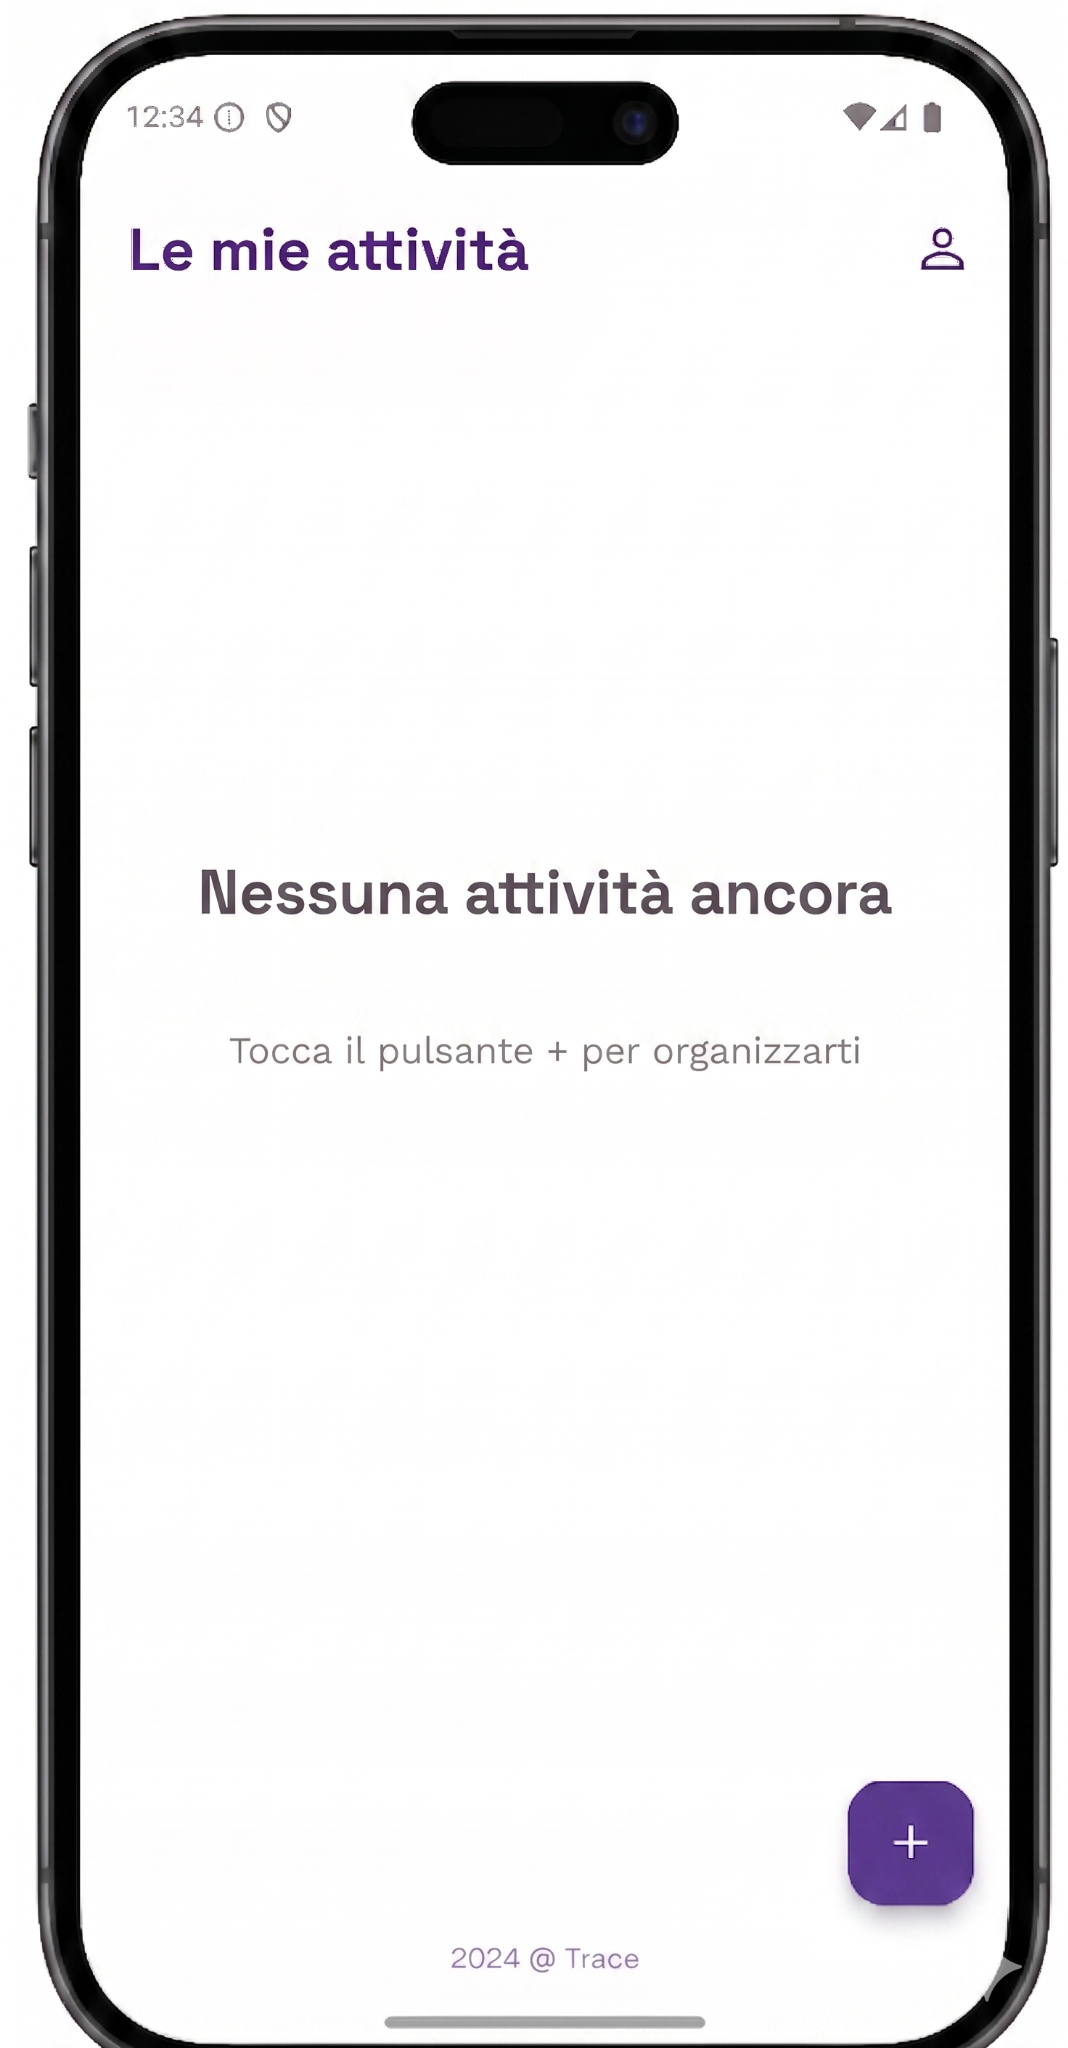 12:34
Le mie attività
Nessuna attività ancora
Tocca il pulsante + per organizzarti
+
2024 @ Trace